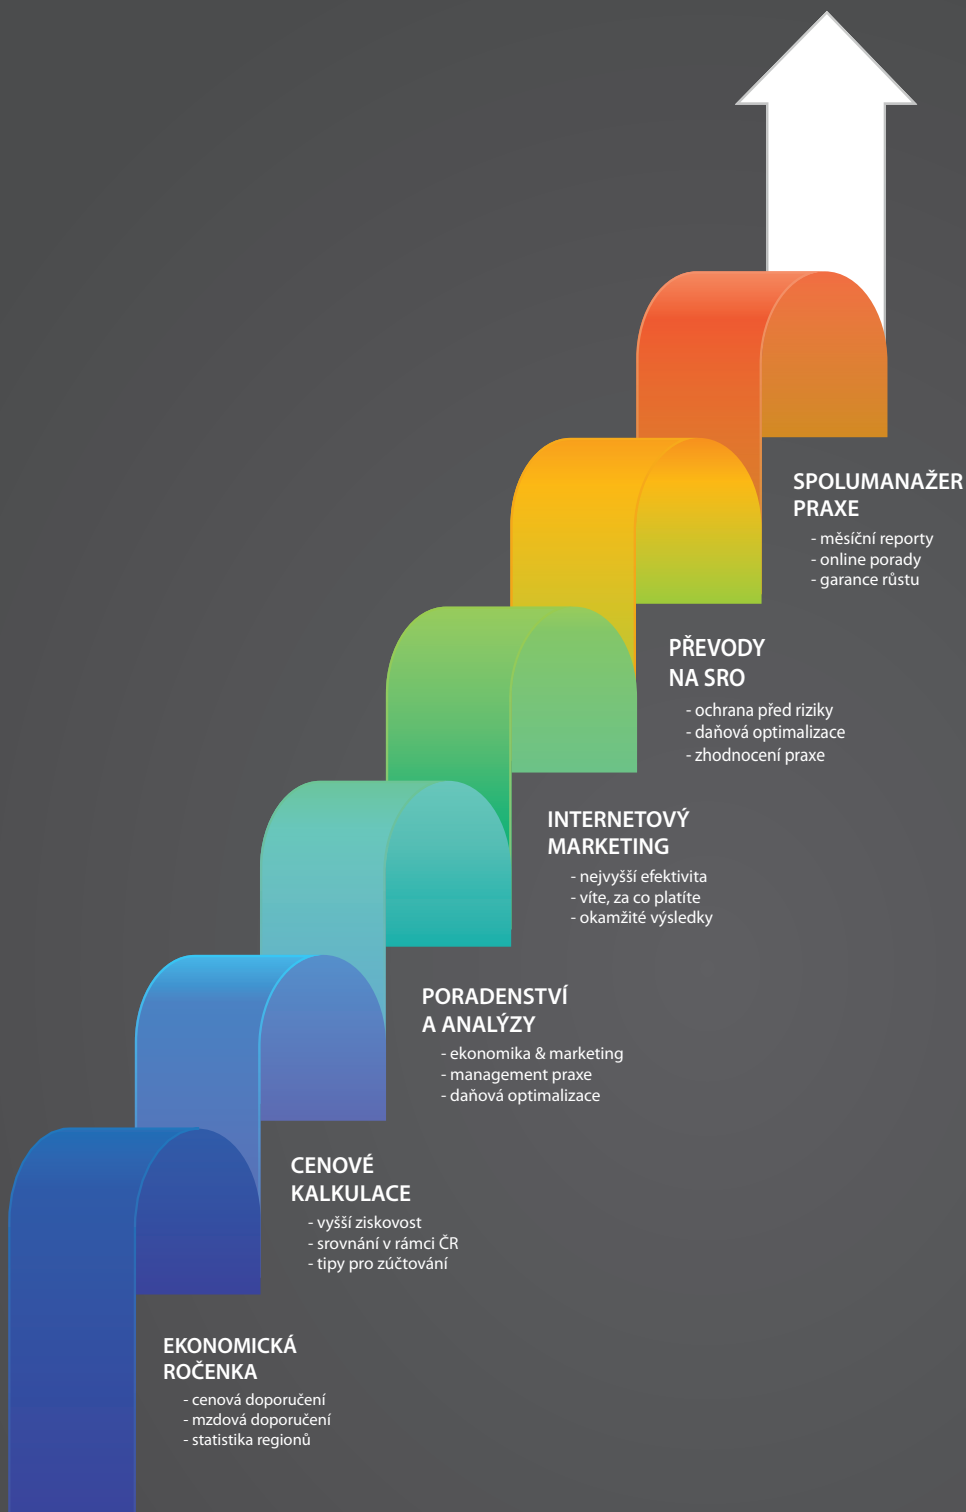 SPOLUMANAŽER
PRAXE
- měsíční reporty
- online porady
- garance růstu
PŘEVODY
NA SRO
- ochrana před riziky
- daňová optimalizace
- zhodnocení praxe
INTERNETOVÝ
MARKETING
- nejvyšší efektivita
- víte, za co platíte
- okamžité výsledky
PORADENSTVÍ
A ANALÝZY
- ekonomika & marketing
- management praxe
- daňová optimalizace
CENOVÉ
KALKULACE
- vyšší ziskovost
- srovnání v rámci ČR
- tipy pro zúčtování
EKONOMICKÁ
ROČENKA
- cenová doporučení
- mzdová doporučení
- statistika regionů